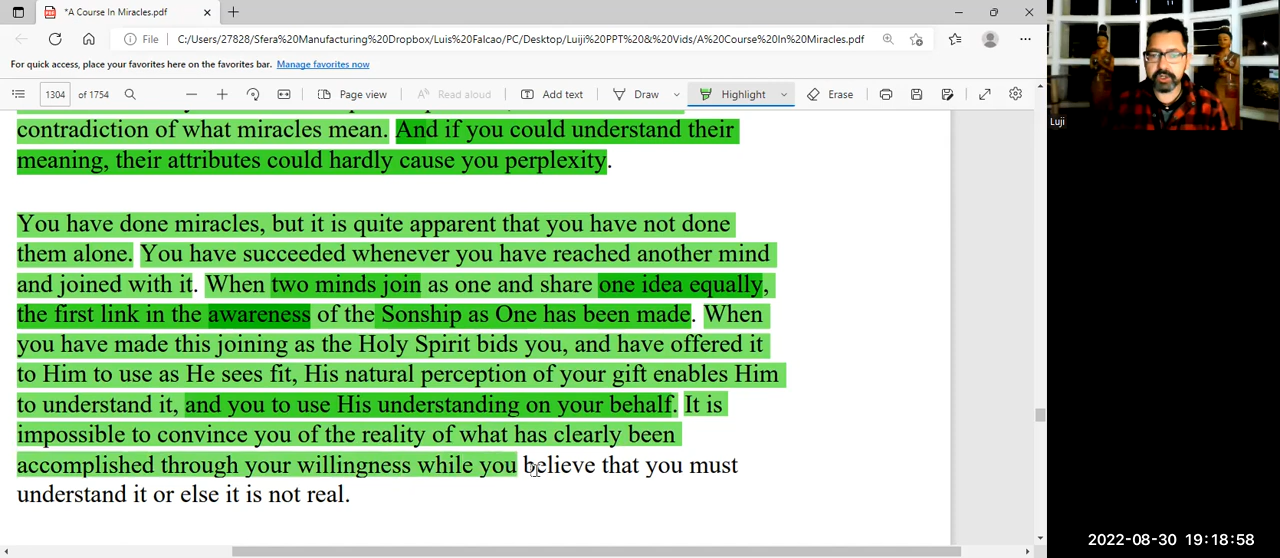 *A Course In Miracles.pdf
File C:/Users/27828/Sfera%20Manufacturing%20Dropbox/Luis%20Falcao/PC/Desktop/Luiji%20PPT%20&%20Vids/A%20Course%20In%20Miracles.pdf
For quick access, place your favorites here on the favorites bar. Manage favorites now
1304 of 1754 Page view Read aloud Add text Draw Highlight Erase
contradiction of what miracles mean. And if you could understand their
meaning, their attributes could hardly cause you perplexity.
You have done miracles, but it is quite apparent that you have not done
them alone. You have succeeded whenever you have reached another mind
and joined with it. When two minds join as one and share one idea equally,
the first link in the awareness of the Sonship as One has been made. When
you have made this joining as the Holy Spirit bids you, and have offered it
to Him to use as He sees fit, His natural perception of your gift enables Him
to understand it, and you to use His understanding on your behalf. It is
impossible to convince you of the reality of what has clearly been
accomplished through your willingness while you believe that you must
understand it or else it is not real.
Luji
2022-08-30 19:18:58